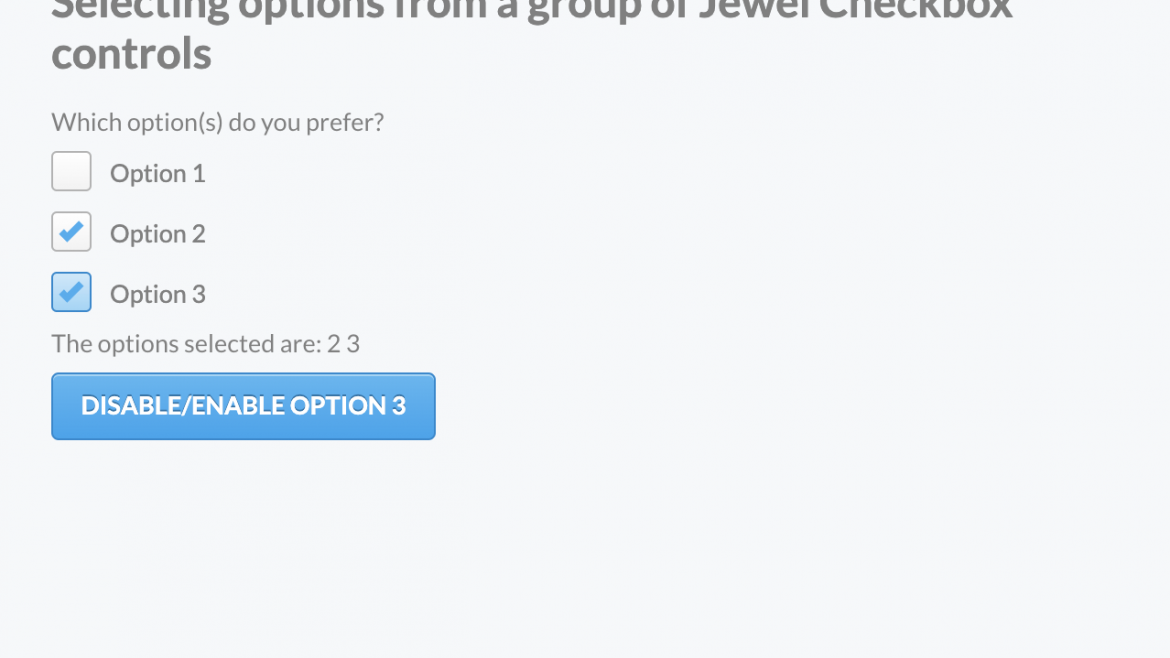 Selecting options from a group of Jewel Checkbox
controls
Which option(s) do you prefer?
Option 1
Option 2
Option 3
The options selected are: 2 3
DISABLE/ENABLE OPTION 3